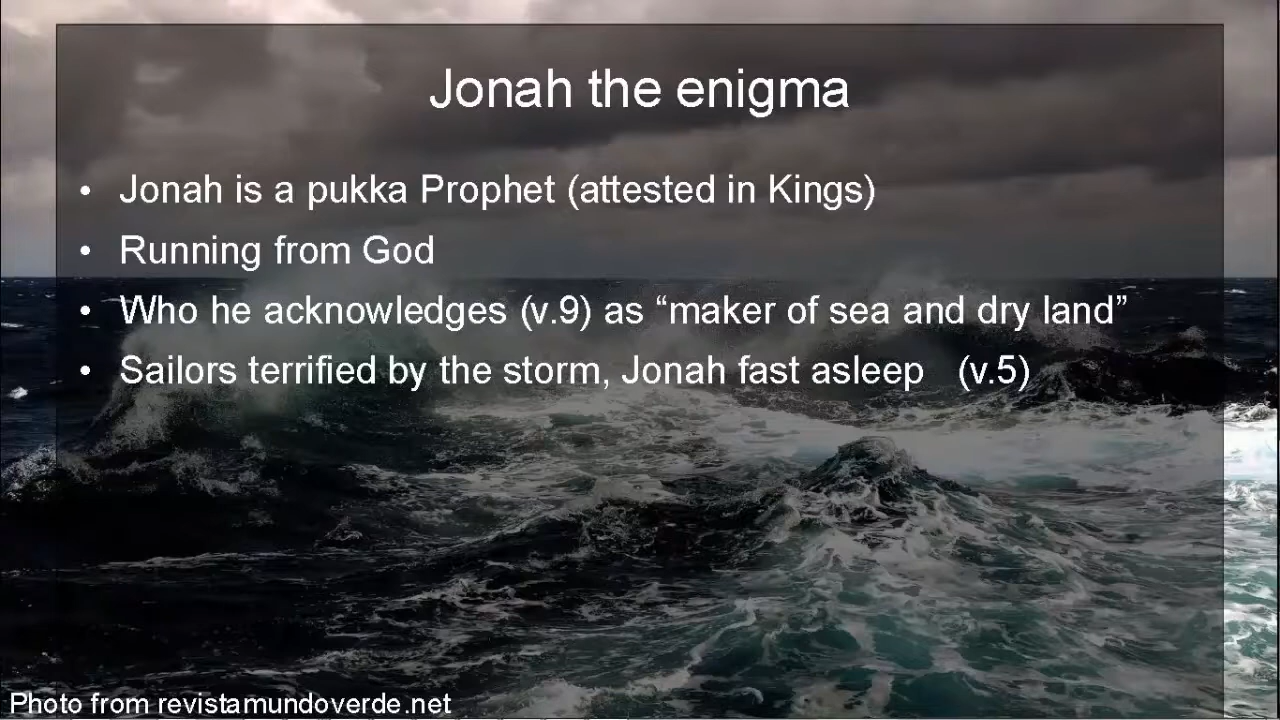 Jonah the enigma
• Jonah is a pukka Prophet (attested in Kings)
• Running from God
• Who he acknowledges (v.9) as “maker of sea and dry land”
• Sailors terrified by the storm, Jonah fast asleep (v.5)
Photo from revistamundoverde.net